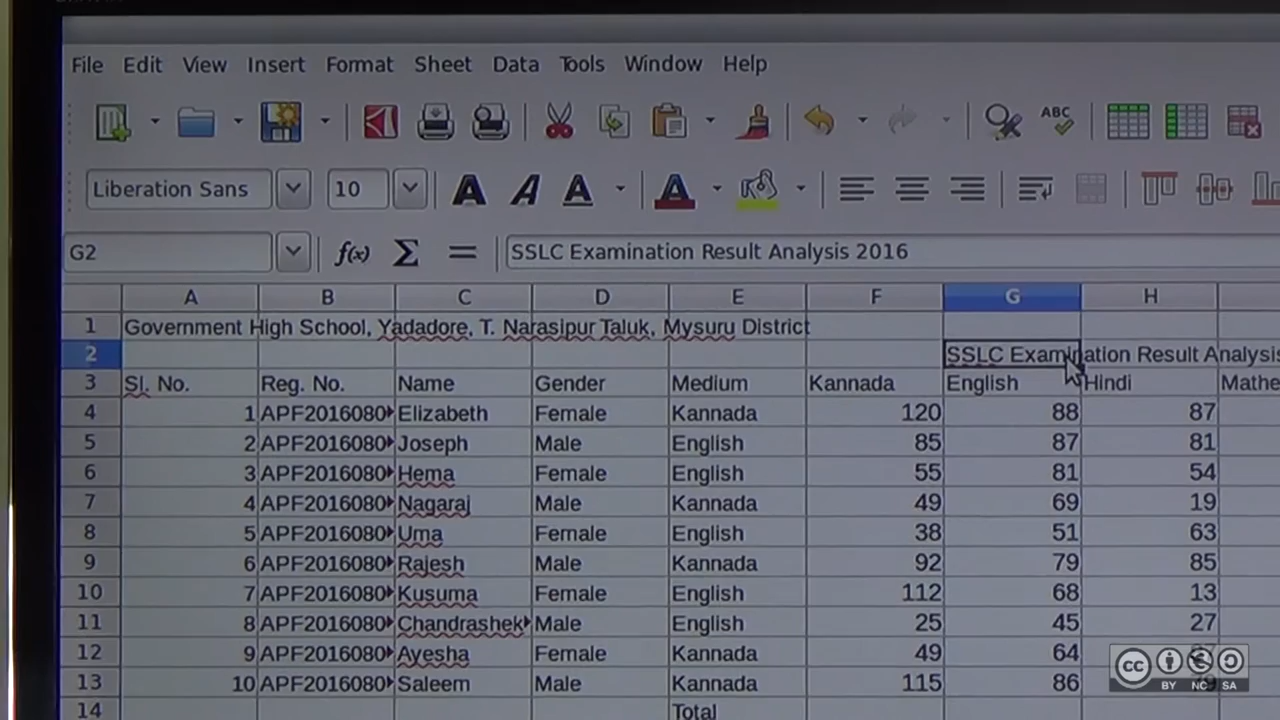 File Edit View Insert Format Sheet Data Tools Window Help
ABC
Liberation Sans 10 A A A A
G2 f(x) Σ = SSLC Examination Result Analysis 2016
A B C D E F G H
1 Government High School, Yadadore, T. Narasipur Taluk, Mysuru District
2 SSLC Examination Result Analysis
3 Sl. No. Reg. No. Name Gender Medium Kannada English Hindi Mathe
4 1 APF2016080 Elizabeth Female Kannada 120 88 87
5 2 APF2016080 Joseph Male English 85 87 81
6 3 APF2016080 Hema Female English 55 81 54
7 4 APF2016080 Nagaraj Male Kannada 49 69 19
8 5 APF2016080 Uma Female English 38 51 63
9 6 APF2016080 Rajesh Male Kannada 92 79 85
10 7 APF2016080 Kusuma Female English 112 68 13
11 8 APF2016080 Chandrashek Male English 25 45 27
12 9 APF2016080 Ayesha Female Kannada 49 64
13 10 APF2016080 Saleem Male Kannada 115 86
14 Total
cc BY NC SA